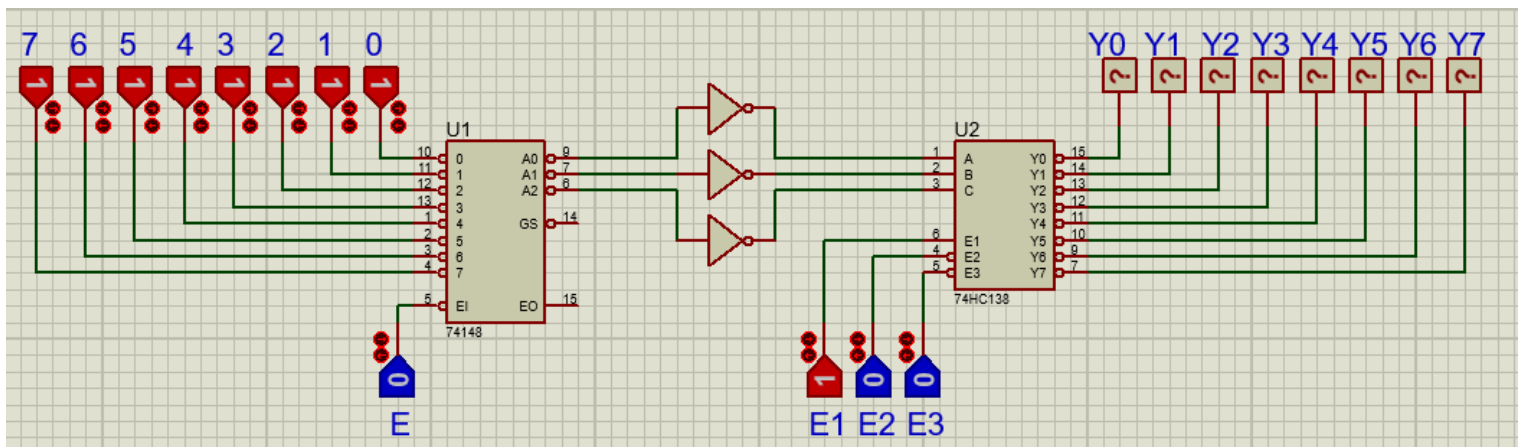 7 6 5 4 3 2 1 0
Y0 Y1 Y2 Y3 Y4 Y5 Y6 Y7
1 1 1 1 1 1 1 1
? ? ? ? ? ? ? ?
U1
10 0 A0 9
11 1 A1 7
12 2 A2 6
13 3
1 4 GS 14
2 5
3 6
4 7
5 EI EO 15
74148
0
E
U2
1 A Y0 15
2 B Y1 14
3 C Y2 13
Y3 12
Y4 11
6 E1 Y5 10
4 E2 Y6 9
5 E3 Y7 7
74HC138
1 0 0
E1 E2 E3